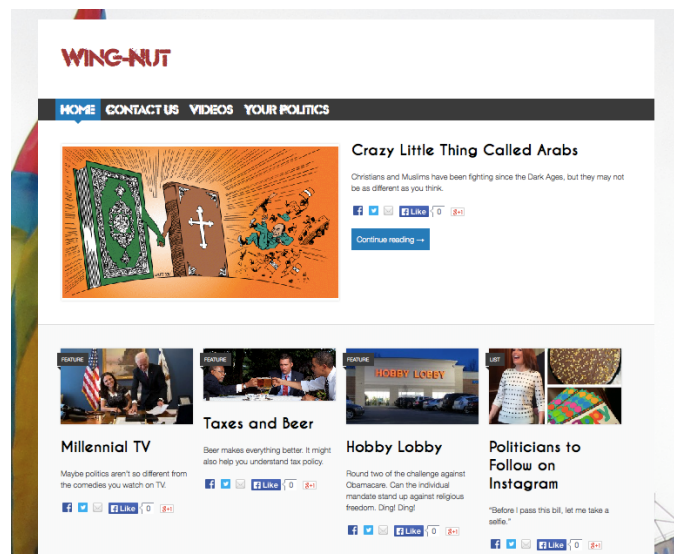 WING-NUT
HOME CONTACT US VIDEOS YOUR POLITICS
Crazy Little Thing Called Arabs
Christians and Muslims have been fighting since the Dark Ages, but they may not
be as different as you think.
Like 0
Continue reading →
FEATURE
Millennial TV
Maybe politics aren't so different from
the comedies you watch on TV.
Like 0
FEATURE
Taxes and Beer
Beer makes everything better. It might
also help you understand tax policy.
Like 0
FEATURE
HOBBY LOBBY
Hobby Lobby
Round two of the challenge against
Obamacare. Can the individual
mandate stand up against religious
freedom. Ding! Ding!
Like 0
LIST
Politicians to
Follow on
Instagram
"Before I pass this bill, let me take a
selfie."
Like 0